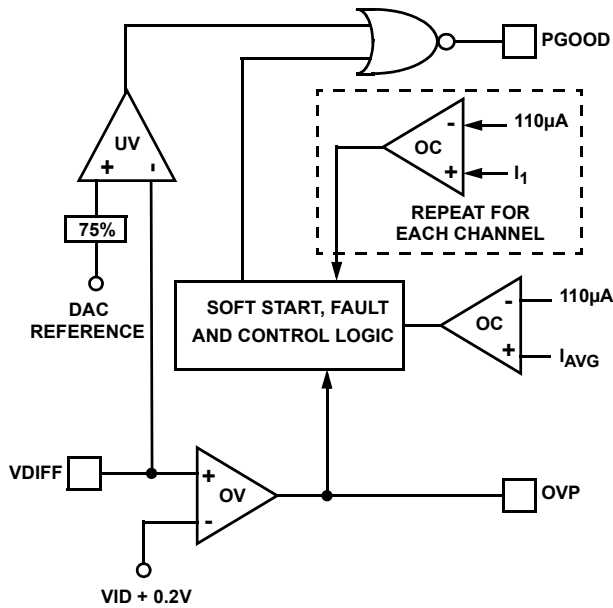 PGOOD
-
110µA
OC
+
I1
REPEAT FOR
EACH CHANNEL
UV
+
-
75%
DAC
REFERENCE
SOFT START, FAULT
AND CONTROL LOGIC
-
110µA
OC
+
IAVG
VDIFF
+
OV
-
OVP
VID + 0.2V